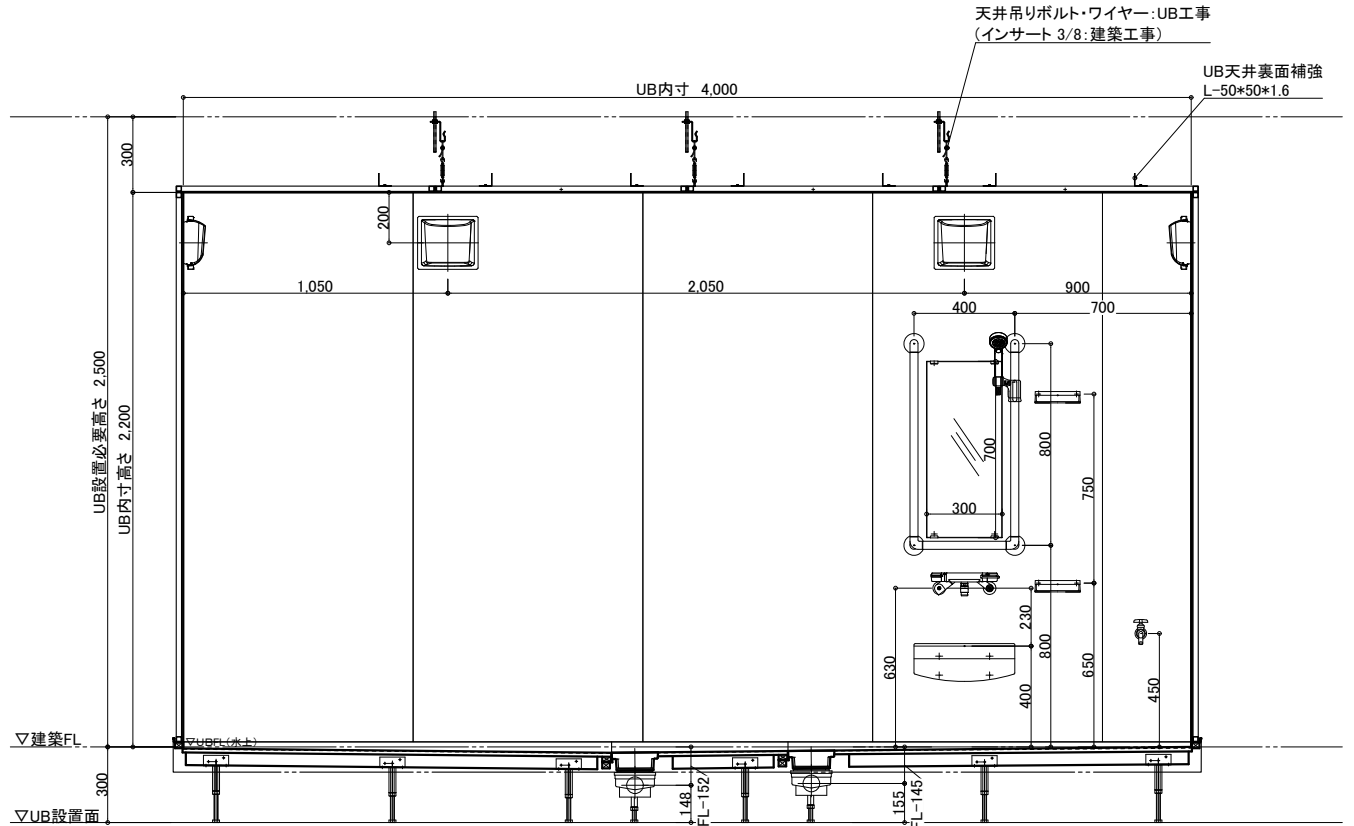 天井吊りボルト・ワイヤー:UB工事
(インサート 3/8:建築工事)
UB天井裏面補強
L-50*50*1.6
UB内寸 4,000
300
200
1,050
2,050
900
400
700
UB設置必要高さ 2,500
UB内寸高さ 2,200
700
800
750
300
230
800
650
630
400
450
▽建築FL
▽UBFL(水上)
300
148
FL-152
155
FL-145
▽UB設置面